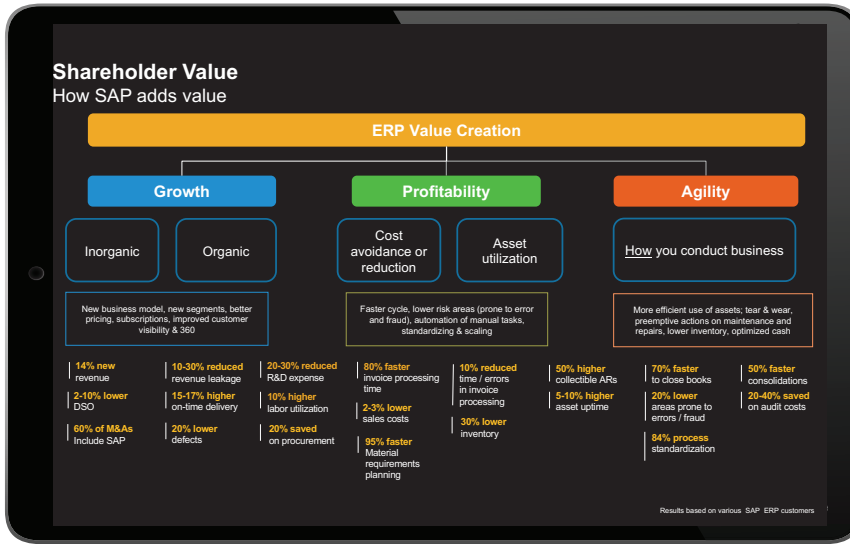 Shareholder Value
How SAP adds value
ERP Value Creation
Growth
Profitability
Agility
Inorganic
Organic
Cost
avoidance or
reduction
Asset
utilization
How you conduct business
New business model, new segments, better
pricing, subscriptions, improved customer
visibility & 360
Faster cycle, lower risk areas (prone to error
and fraud), automation of manual tasks,
standardizing & scaling
More efficient use of assets; tear & wear,
preemptive actions on maintenance and
repairs, lower inventory, optimized cash
14% new
revenue
2-10% lower
DSO
60% of M&As
Include SAP
10-30% reduced
revenue leakage
15-17% higher
on-time delivery
20% lower
defects
20-30% reduced
R&D expense
10% higher
labor utilization
20% saved
on procurement
80% faster
invoice processing
time
2-3% lower
sales costs
95% faster
Material
requirements
planning
10% reduced
time / errors
in invoice
processing
30% lower
inventory
50% higher
collectible ARs
5-10% higher
asset uptime
70% faster
to close books
20% lower
areas prone to
errors / fraud
84% process
standardization
50% faster
consolidations
20-40% saved
on audit costs
Results based on various SAP ERP customers